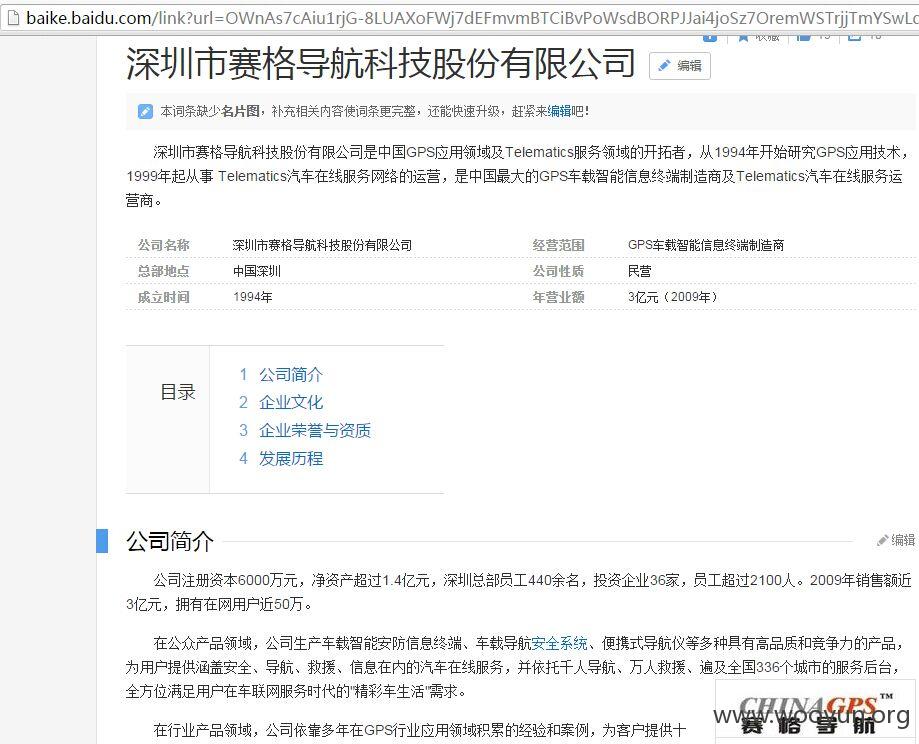 baike.baidu.com/link?url=OWnAs7cAiu1rjG-8LUAXoFWj7dEFmvmBTCiBvPoWsdBORPJJai4joSz7OremWSTrjjTmYSwLc
收藏 15 18
深圳市赛格导航科技股份有限公司 编辑
本词条缺少名片图，补充相关内容使词条更完整，还能快速升级，赶紧来编辑吧！
深圳市赛格导航科技股份有限公司是中国GPS应用领域及Telematics服务领域的开拓者，从1994年开始研究GPS应用技术，
1999年起从事 Telematics汽车在线服务网络的运营，是中国最大的GPS车载智能信息终端制造商及Telematics汽车在线服务运
营商。
公司名称 深圳市赛格导航科技股份有限公司 经营范围 GPS车载智能信息终端制造商
总部地点 中国深圳 公司性质 民营
成立时间 1994年 年营业额 3亿元（2009年）
目录
1 公司简介
2 企业文化
3 企业荣誉与资质
4 发展历程
公司简介 编辑
公司注册资本6000万元，净资产超过1.4亿元，深圳总部员工440余名，投资企业36家，员工超过2100人。2009年销售额近
3亿元，拥有在网用户近50万。
在公众产品领域，公司生产车载智能安防信息终端、车载导航安全系统、便携式导航仪等多种具有高品质和竞争力的产品，
为用户提供涵盖安全、导航、救援、信息在内的汽车在线服务，并依托千人导航、万人救援、遍及全国336个城市的服务后台，
全方位满足用户在车联网服务时代的"精彩车生活"需求。
在行业产品领域，公司依靠多年在GPS行业应用领域积累的经验和案例，为客户提供十
CHINAGPS™
赛格导航
www.wooyun.org